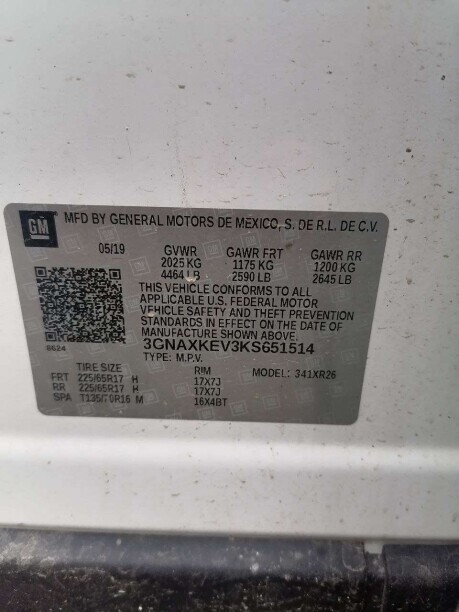 GM MFD BY GENERAL MOTORS DE MEXICO, S. DE R.L. DE C.V.
05/19 GVWR GAWR FRT GAWR RR
2025 KG 1175 KG 1200 KG
4464 LB 2590 LB 2645 LB
THIS VEHICLE CONFORMS TO ALL
APPLICABLE U.S. FEDERAL MOTOR
VEHICLE SAFETY AND THEFT PREVENTION
STANDARDS IN EFFECT ON THE DATE OF
MANUFACTURE SHOWN ABOVE.
8624 3GNAXKEV3KS651514
TYPE: M.P.V. MODEL: 341XR26
TIRE SIZE RIM
FRT 225/65R17 H 17X7J
RR 225/65R17 H 17X7J
SPA T135/70R16 M 16X4BT